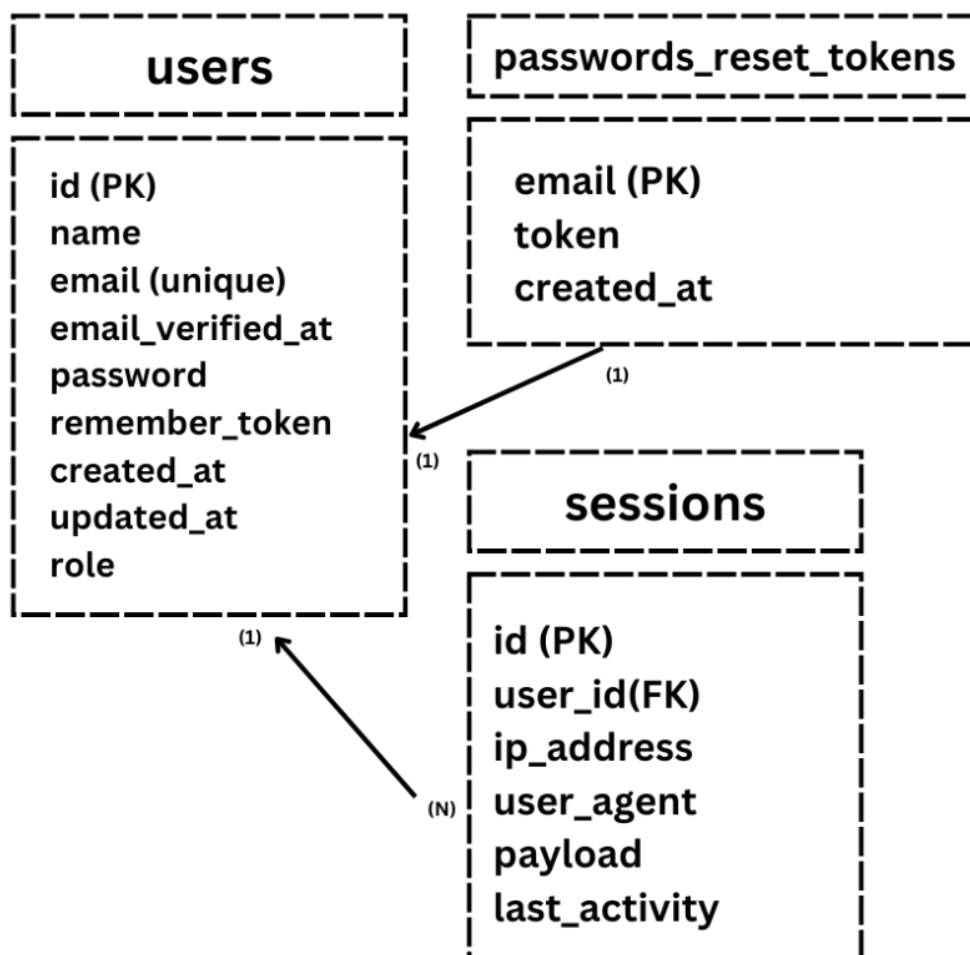 users
id (PK)
name
email (unique)
email_verified_at
password
remember_token
created_at
updated_at
role
passwords_reset_tokens
email (PK)
token
created_at
(1)
(1)
sessions
id (PK)
user_id(FK)
ip_address
user_agent
payload
last_activity
(1)
(N)